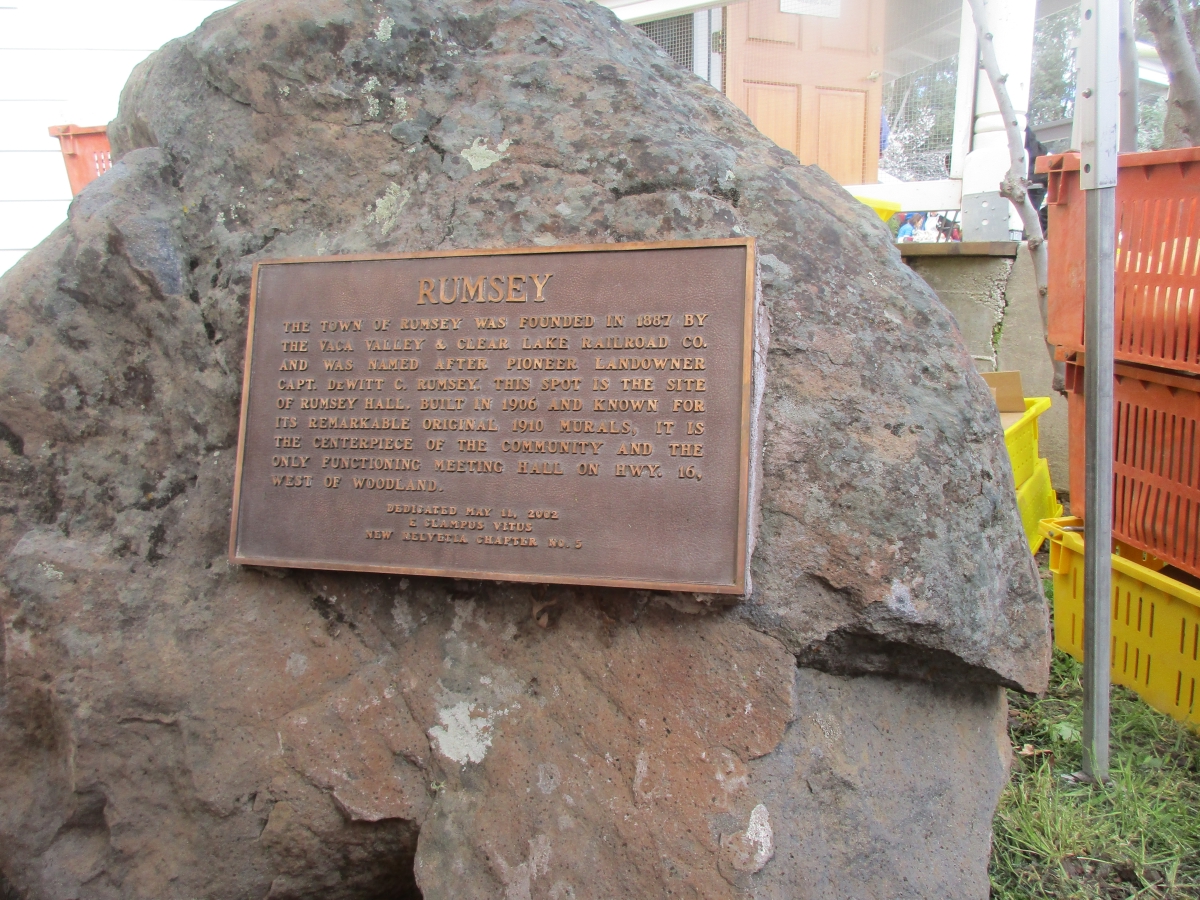 RUMSEY
THE TOWN OF RUMSEY WAS FOUNDED IN 1887 BY
THE VACA VALLEY & CLEAR LAKE RAILROAD CO.
AND WAS NAMED AFTER PIONEER LANDOWNER
CAPT. DEWITT C. RUMSEY. THIS SPOT IS THE SITE
OF RUMSEY HALL. BUILT IN 1906 AND KNOWN FOR
ITS REMARKABLE ORIGINAL 1910 MURALS, IT IS
THE CENTERPIECE OF THE COMMUNITY AND THE
ONLY FUNCTIONING MEETING HALL ON HWY. 16,
WEST OF WOODLAND.
DEDICATED MAY 11, 2002
E CLAMPUS VITUS
NEW HELVETIA CHAPTER NO. 5